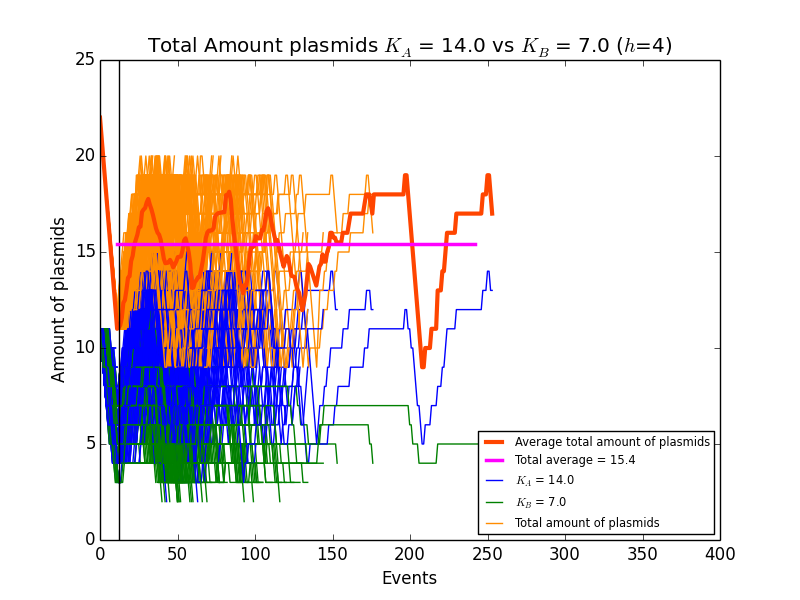 Total Amount plasmids K_A = 14.0 vs K_B = 7.0 (h=4)
25
20
15
10
5
0
Amount of plasmids
0 50 100 150 200 250 300 350 400
Events
Average total amount of plasmids
Total average = 15.4
K_A = 14.0
K_B = 7.0
Total amount of plasmids